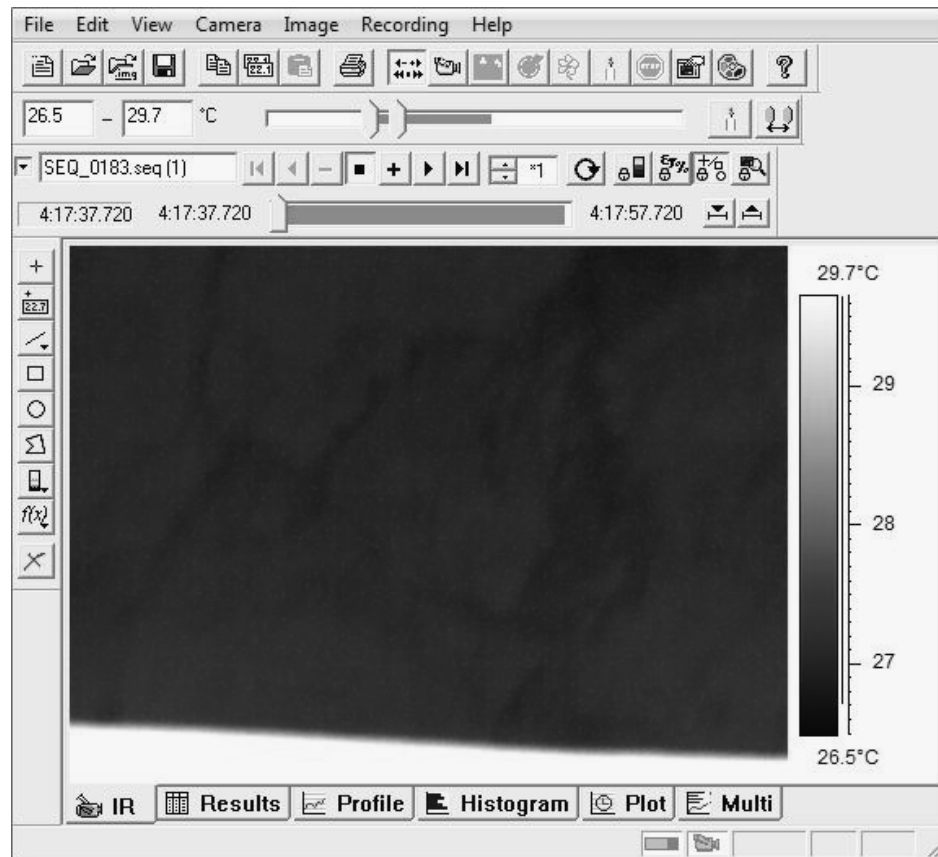 File Edit View Camera Image Recording Help
26.5 – 29.7 °C
SEQ_0183.seq (1) *1
4:17:37.720 4:17:37.720 4:17:57.720
29.7°C
22.7
29
28
f(x)
27
26.5°C
IR Results Profile Histogram Plot Multi